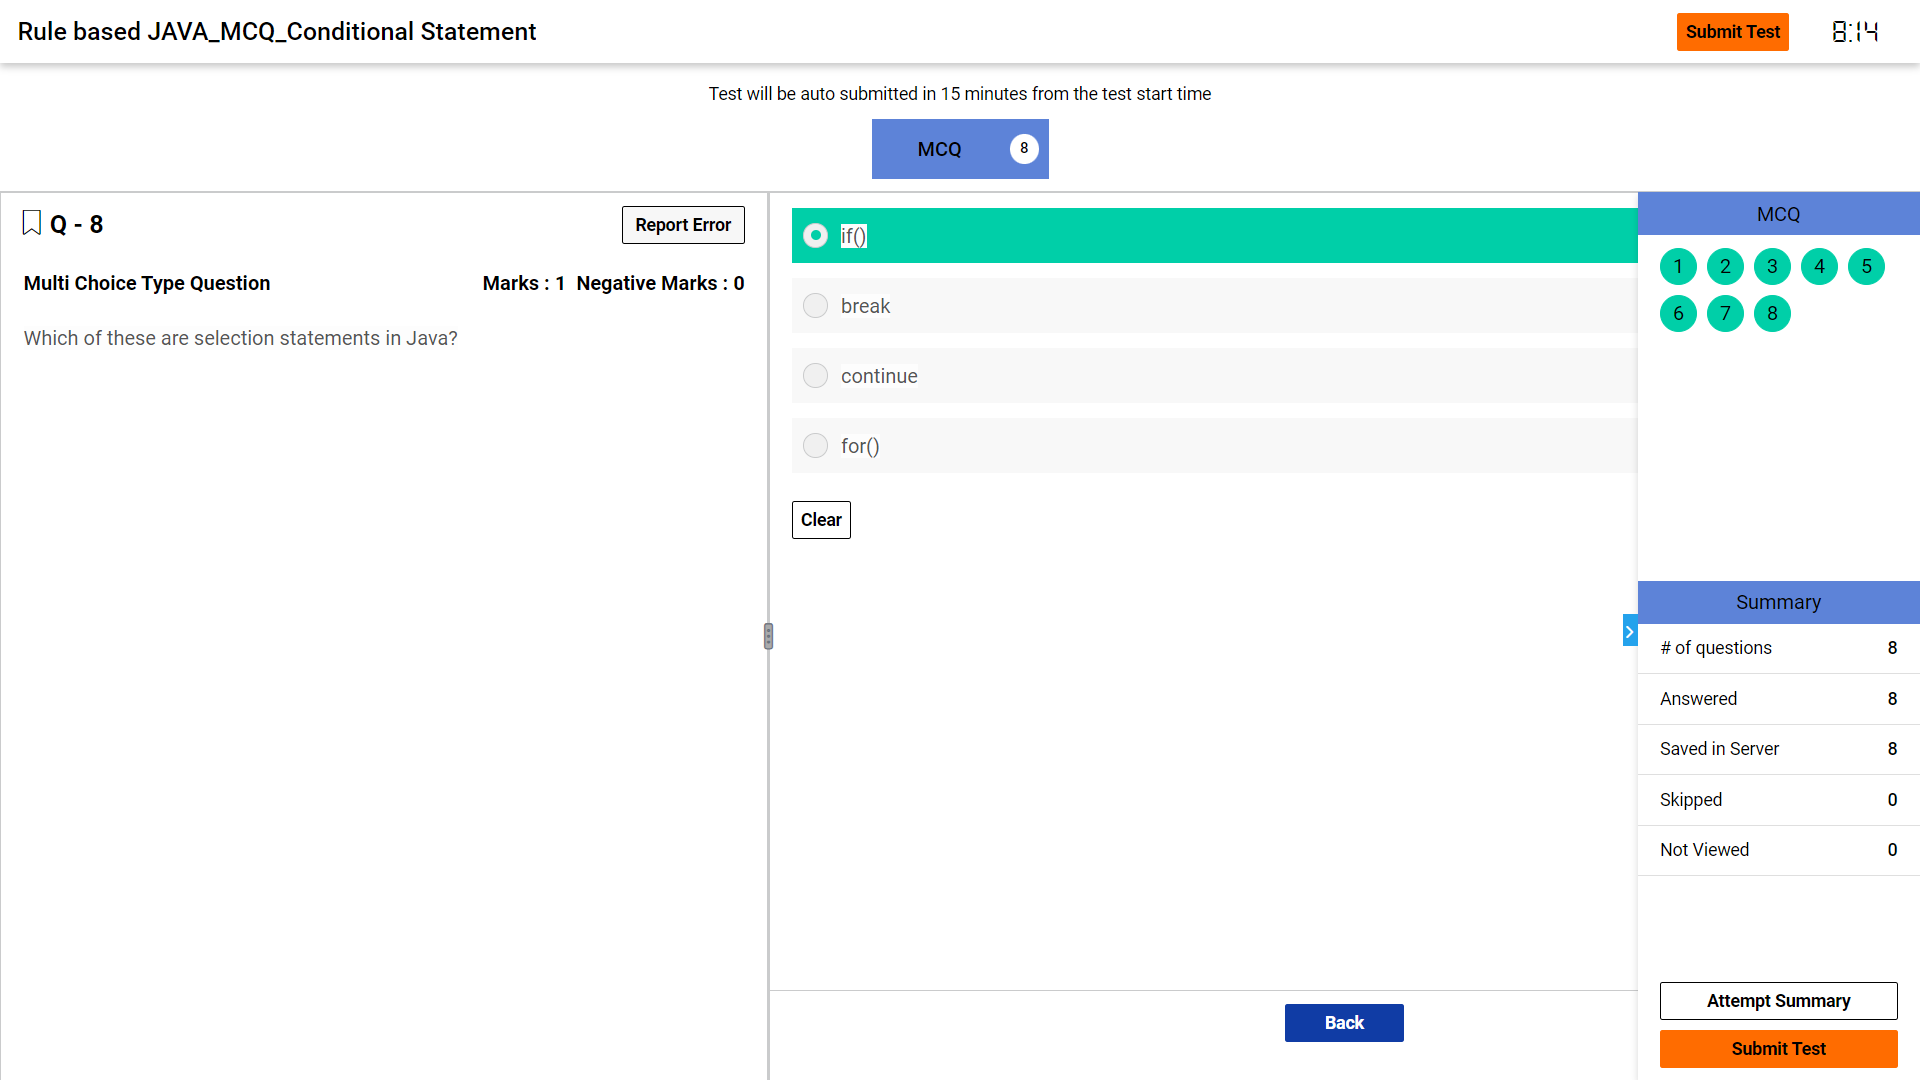 Rule based JAVA_MCQ_Conditional Statement
Submit Test
8:14
Test will be auto submitted in 15 minutes from the test start time
MCQ 8
Q - 8
Report Error
Multi Choice Type Question
Marks : 1 Negative Marks : 0
Which of these are selection statements in Java?
if()
break
continue
for()
Clear
Back
MCQ
1 2 3 4 5
6 7 8
Summary
# of questions 8
Answered 8
Saved in Server 8
Skipped 0
Not Viewed 0
Attempt Summary
Submit Test